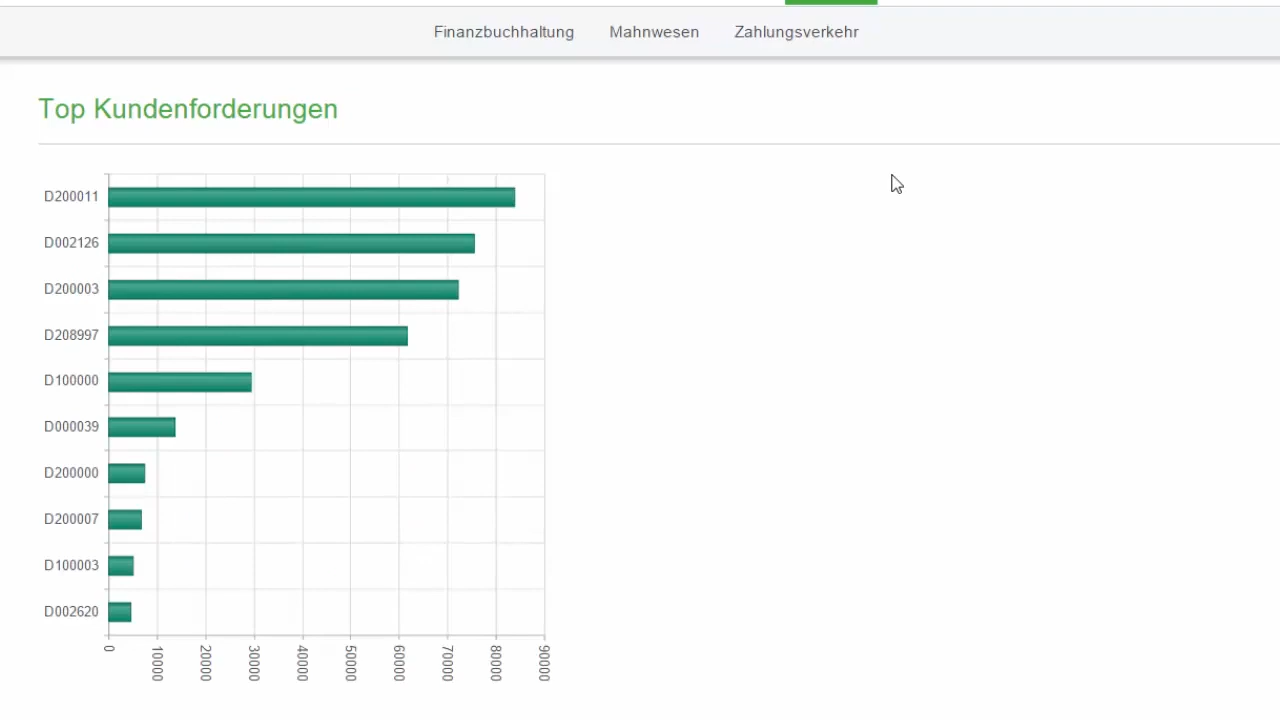 Finanzbuchhaltung Mahnwesen Zahlungsverkehr
Top Kundenforderungen
D200011
D002126
D200003
D208997
D100000
D000039
D200000
D200007
D100003
D002620
0 10000 20000 30000 40000 50000 60000 70000 80000 90000